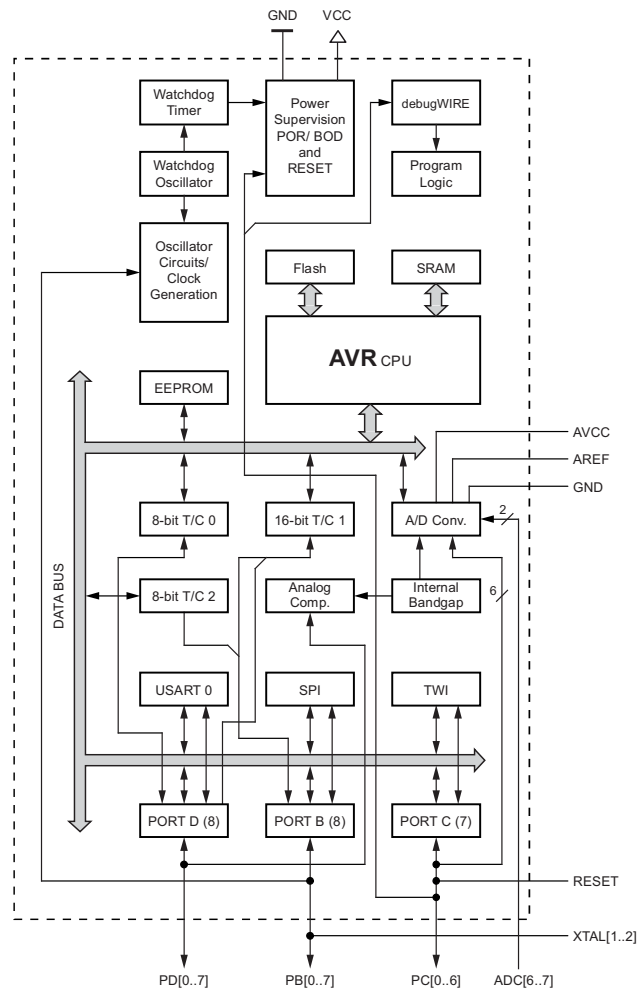 GND
VCC
Watchdog
Timer
Power
Supervision
POR/ BOD
and
RESET
debugWIRE
Watchdog
Oscillator
Program
Logic
Oscillator
Circuits/
Clock
Generation
Flash
SRAM
AVR CPU
EEPROM
AVCC
AREF
GND
8-bit T/C 0
16-bit T/C 1
A/D Conv.
2
DATA BUS
8-bit T/C 2
Analog
Comp.
Internal
Bandgap
6
USART 0
SPI
TWI
PORT D (8)
PORT B (8)
PORT C (7)
RESET
XTAL[1..2]
PD[0..7]
PB[0..7]
PC[0..6]
ADC[6..7]